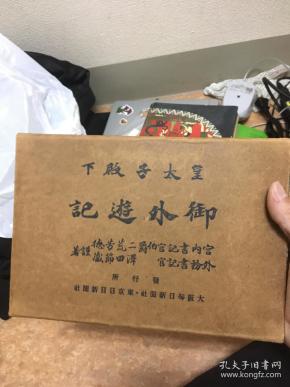 皇太子殿下
御外遊記
宮内書記官伯爵二荒芳徳
外務書記官 澤田節蔵 謹著
發行所
大阪毎日新聞社・東京日日新聞社
孔夫子旧书网